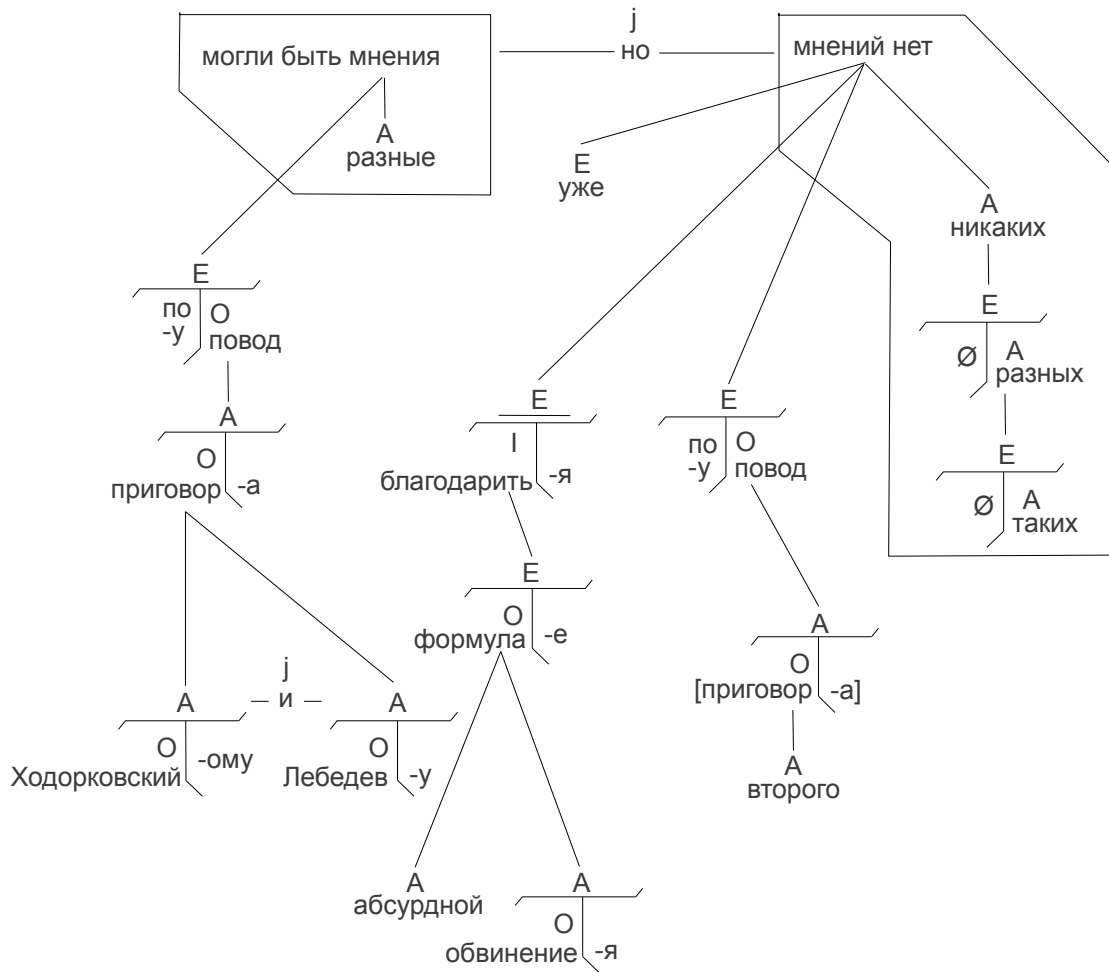 j
могли быть мнения
но
мнений нет
А
разные
Е
уже
А
никаких
Е
по
-у
О
повод
Е
Ø
А
разных
А
О
приговор
-а
Е
І
благодарить
-я
Е
по
-у
О
повод
Е
Ø
А
таких
Е
О
формула
-е
А
О
[приговор
-а]
А
второго
j
А
и
А
О
Ходорковский
-ому
О
Лебедев
-у
А
абсурдной
А
О
обвинение
-я